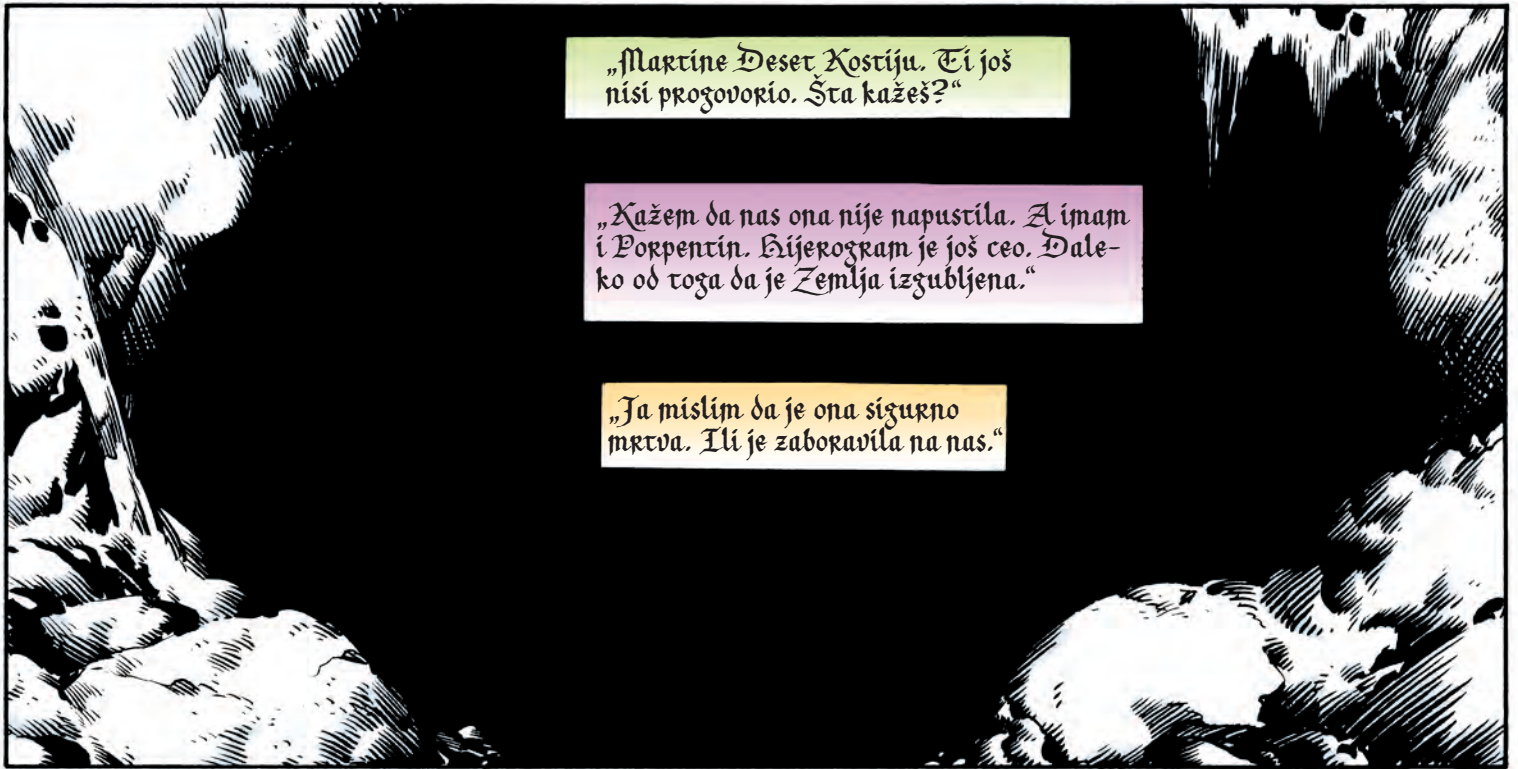 „Martine Deset Kostiju. Ti još
nisi progovorio. Šta kažeš?“
„Kažem da nas ona nije napustila. A imam
i Porpentin. Hijerogram je još ceo. Dale-
ko od toga da je Zemlja izgubljena.“
„Ja mislim da je ona sigurno
mrtva. Ili je zaboravila na nas.“